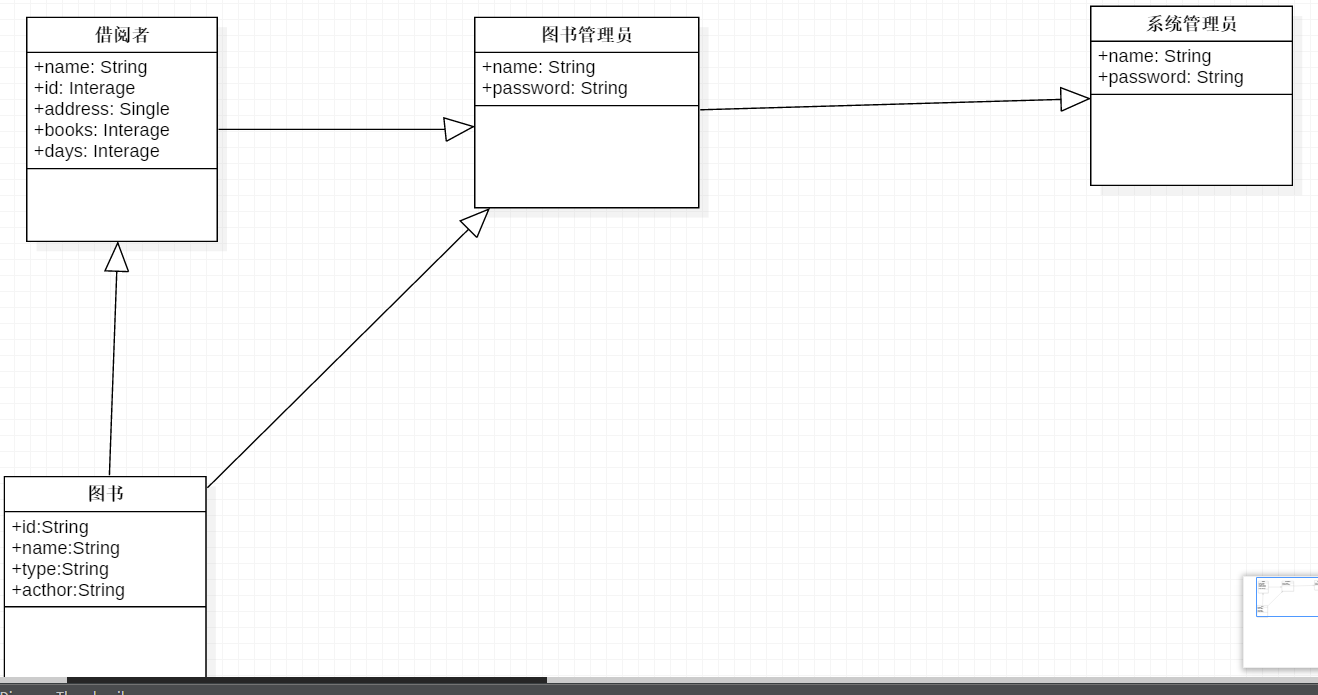 借阅者
+name: String
+id: Interage
+address: Single
+books: Interage
+days: Interage
图书管理员
+name: String
+password: String
系统管理员
+name: String
+password: String
图书
+id:String
+name:String
+type:String
+acthor:String